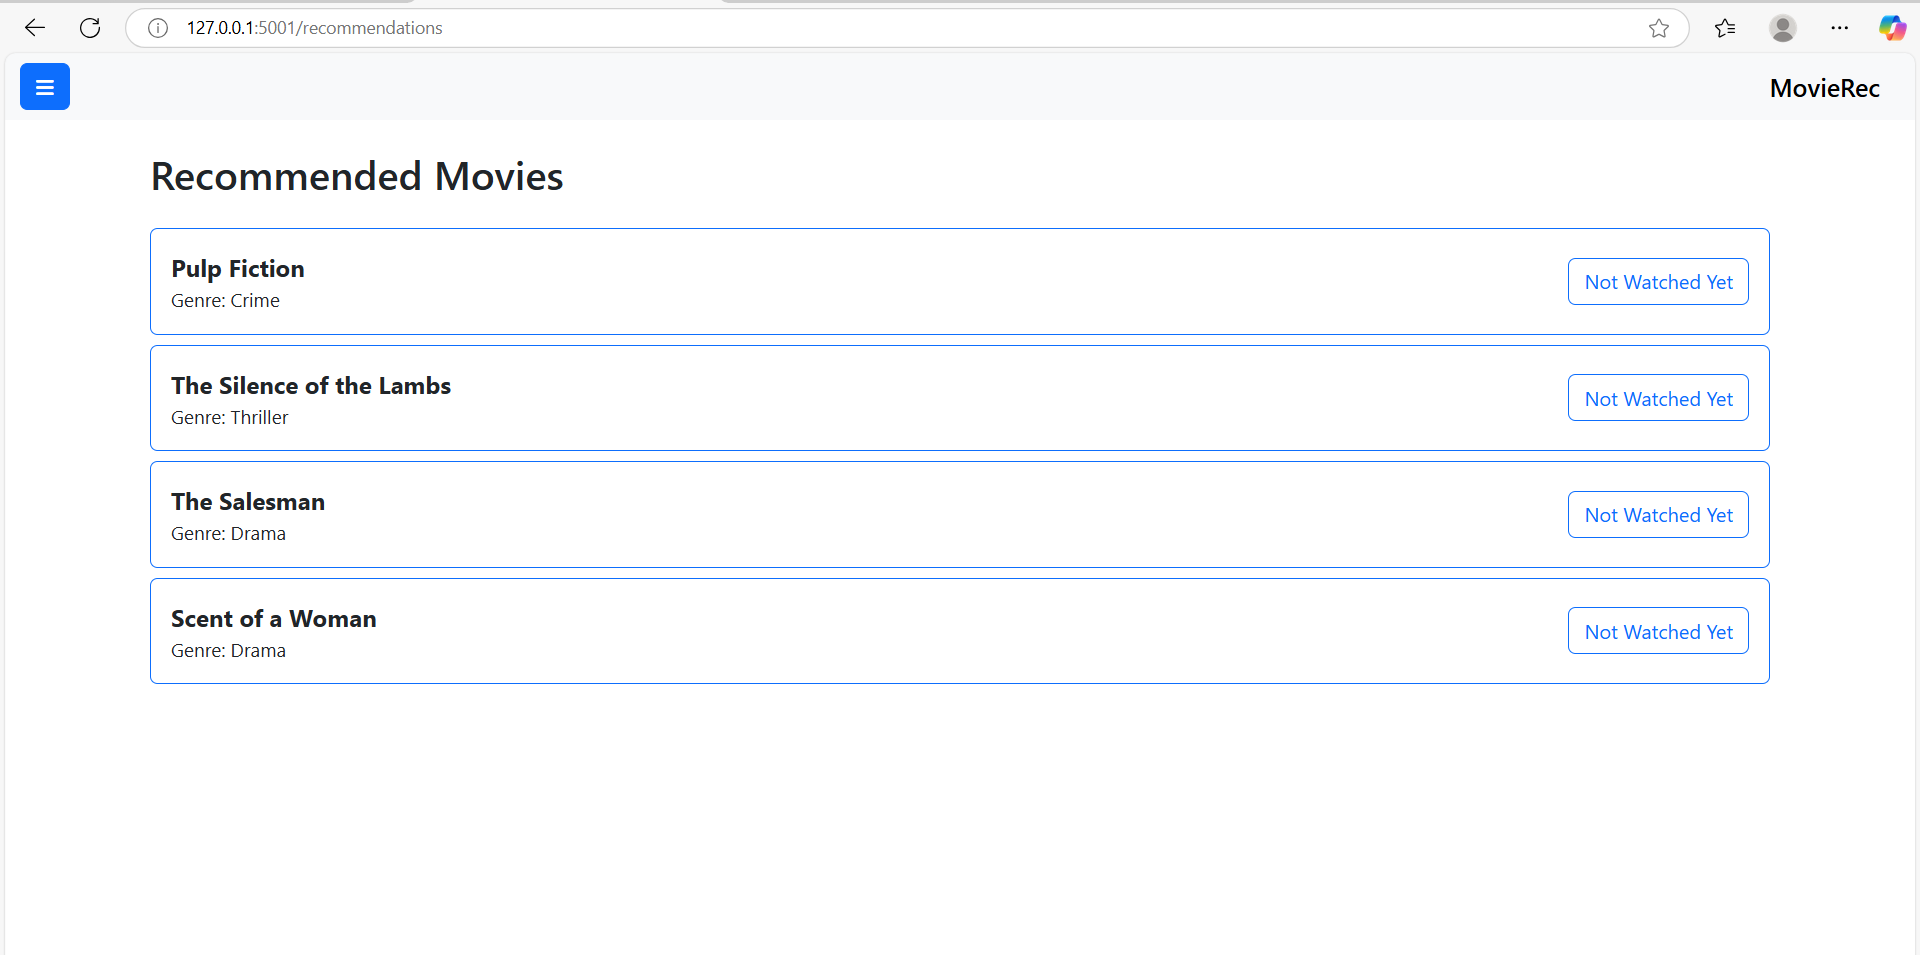 127.0.0.1:5001/recommendations
MovieRec
Recommended Movies
Pulp Fiction
Genre: Crime
Not Watched Yet
The Silence of the Lambs
Genre: Thriller
Not Watched Yet
The Salesman
Genre: Drama
Not Watched Yet
Scent of a Woman
Genre: Drama
Not Watched Yet